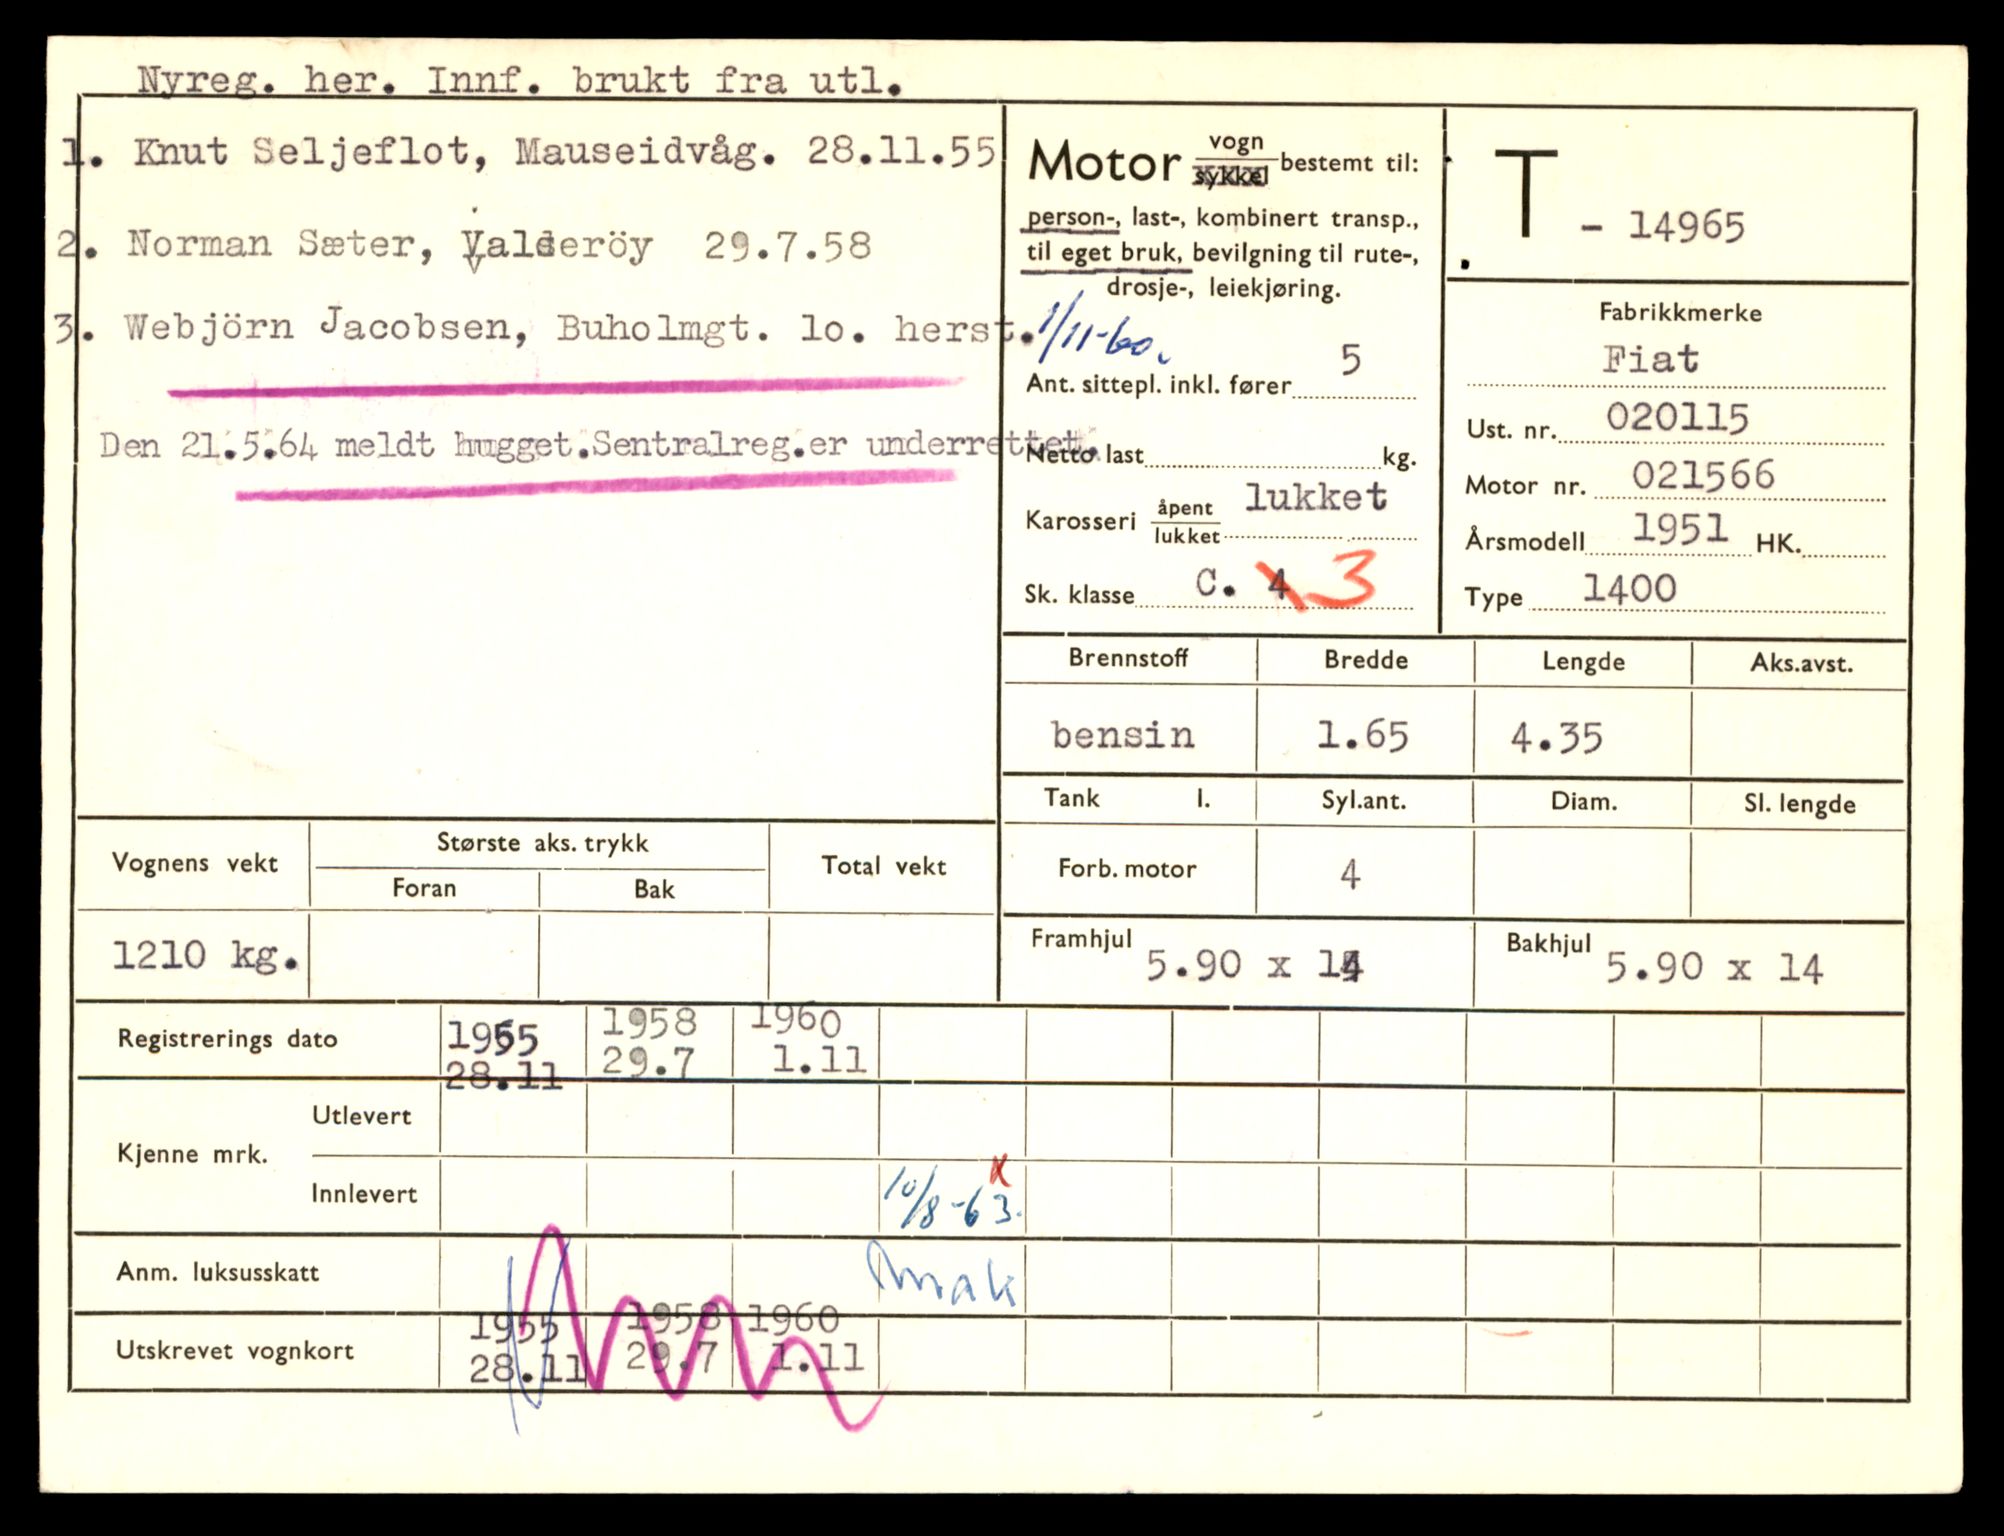 Nyreg. her. Innf. brukt fra utl.
1. Knut Seljeflot, Mauseidvåg. 28.11.55
2. Norman Sæter, Valderöy 29.7.58
3. Webjörn Jacobsen, Buholmgt. lo. herst. 1/11-60.
Den 21.5.64 meldt hugget.Sentralreg.er underrettet.
Motor vogn/sykkel bestemt til:
person-, last-, kombinert transp.,
til eget bruk, bevilgning til rute-,
drosje-, leiekjøring.
Ant. sittepl. inkl. fører 5
Netto last kg.
Karosseri åpent/lukket lukket
Sk. klasse C. 4 3
T - 14965
Fabrikkmerke
Fiat
Ust. nr. 020115
Motor nr. 021566
Årsmodell 1951 HK.
Type 1400
Brennstoff Bredde Lengde Aks.avst.
bensin 1.65 4.35
Tank l. Syl.ant. Diam. Sl. lengde
Forb. motor 4
Framhjul 5.90 x 14 Bakhjul 5.90 x 14
Vognens vekt Største aks. trykk Total vekt
Foran Bak
1210 kg.
Registrerings dato 1955 1958 1960
28.11 29.7 1.11
Kjenne mrk. Utlevert
Innlevert 10/8-63. x
Anm. luksusskatt
Utskrevet vognkort 1955 1958 1960
28.11 29.7 1.11